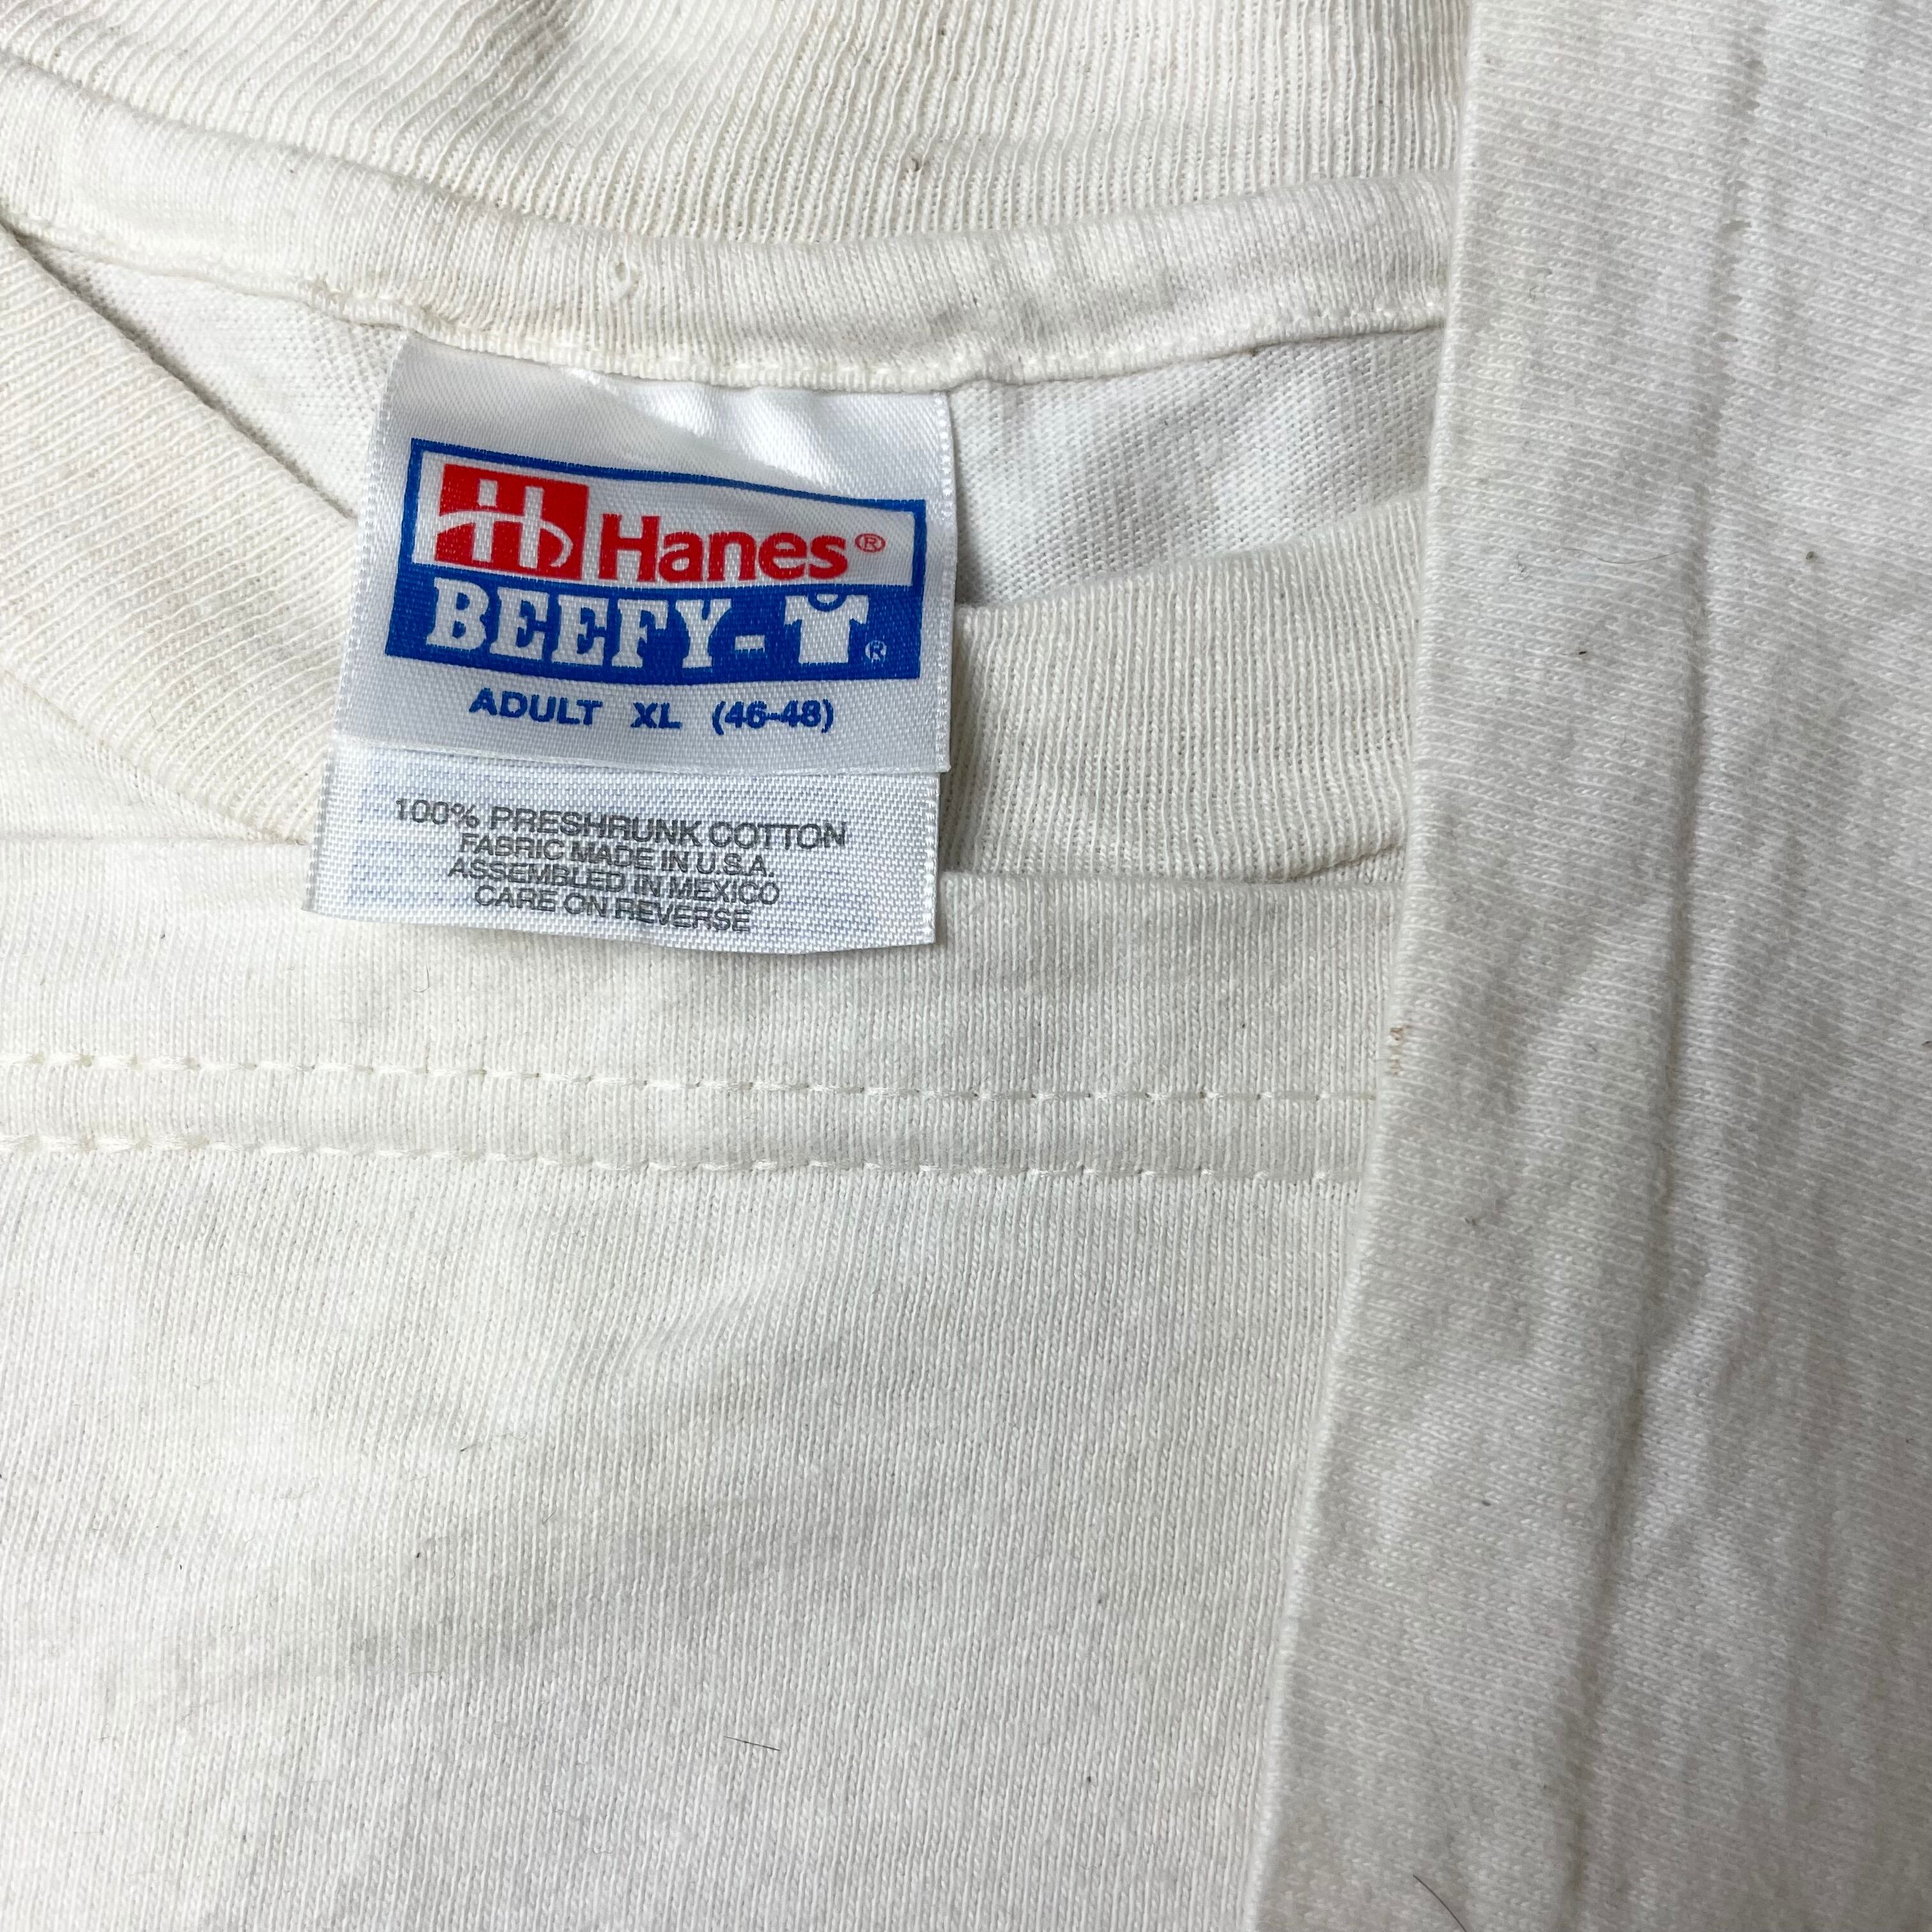 H Hanes®
BEEFY-T®
ADULT XL (46-48)
100% PRESHRUNK COTTON
FABRIC MADE IN U.S.A.
ASSEMBLED IN MEXICO
CARE ON REVERSE